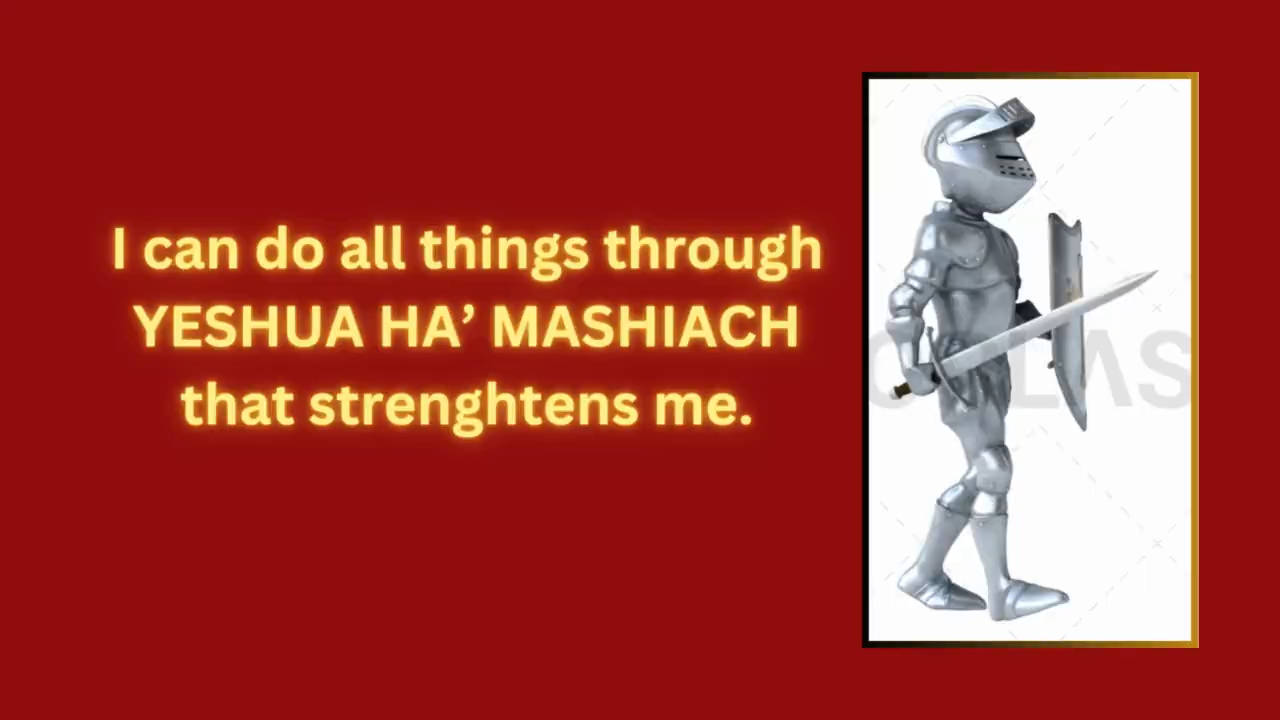 I can do all things through
YESHUA HA’ MASHIACH
that strenghtens me.